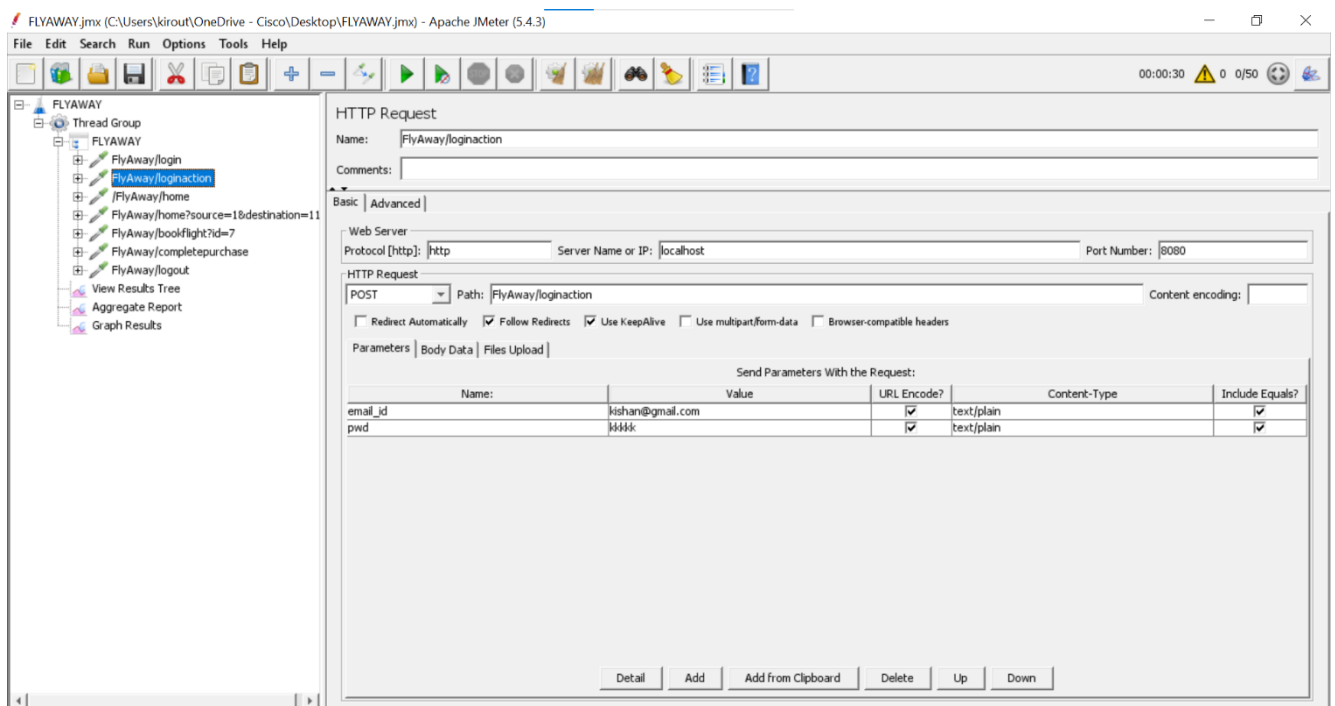 FLYAWAY.jmx (C:\Users\kirout\OneDrive - Cisco\Desktop\FLYAWAY.jmx) - Apache JMeter (5.4.3)
File Edit Search Run Options Tools Help
00:00:30 0 0/50
FLYAWAY
Thread Group
FLYAWAY
FlyAway/login
FlyAway/loginaction
/FlyAway/home
FlyAway/home?source=1&destination=11
FlyAway/bookflight?id=7
FlyAway/completepurchase
FlyAway/logout
View Results Tree
Aggregate Report
Graph Results
HTTP Request
Name: FlyAway/loginaction
Comments:
Basic Advanced
Web Server
Protocol [http]: http Server Name or IP: localhost Port Number: 8080
HTTP Request
POST Path: FlyAway/loginaction Content encoding:
Redirect Automatically Follow Redirects Use KeepAlive Use multipart/form-data Browser-compatible headers
Parameters Body Data Files Upload
Send Parameters With the Request:
Name: Value URL Encode? Content-Type Include Equals?
email_id kishan@gmail.com text/plain
pwd kkkkk text/plain
Detail Add Add from Clipboard Delete Up Down